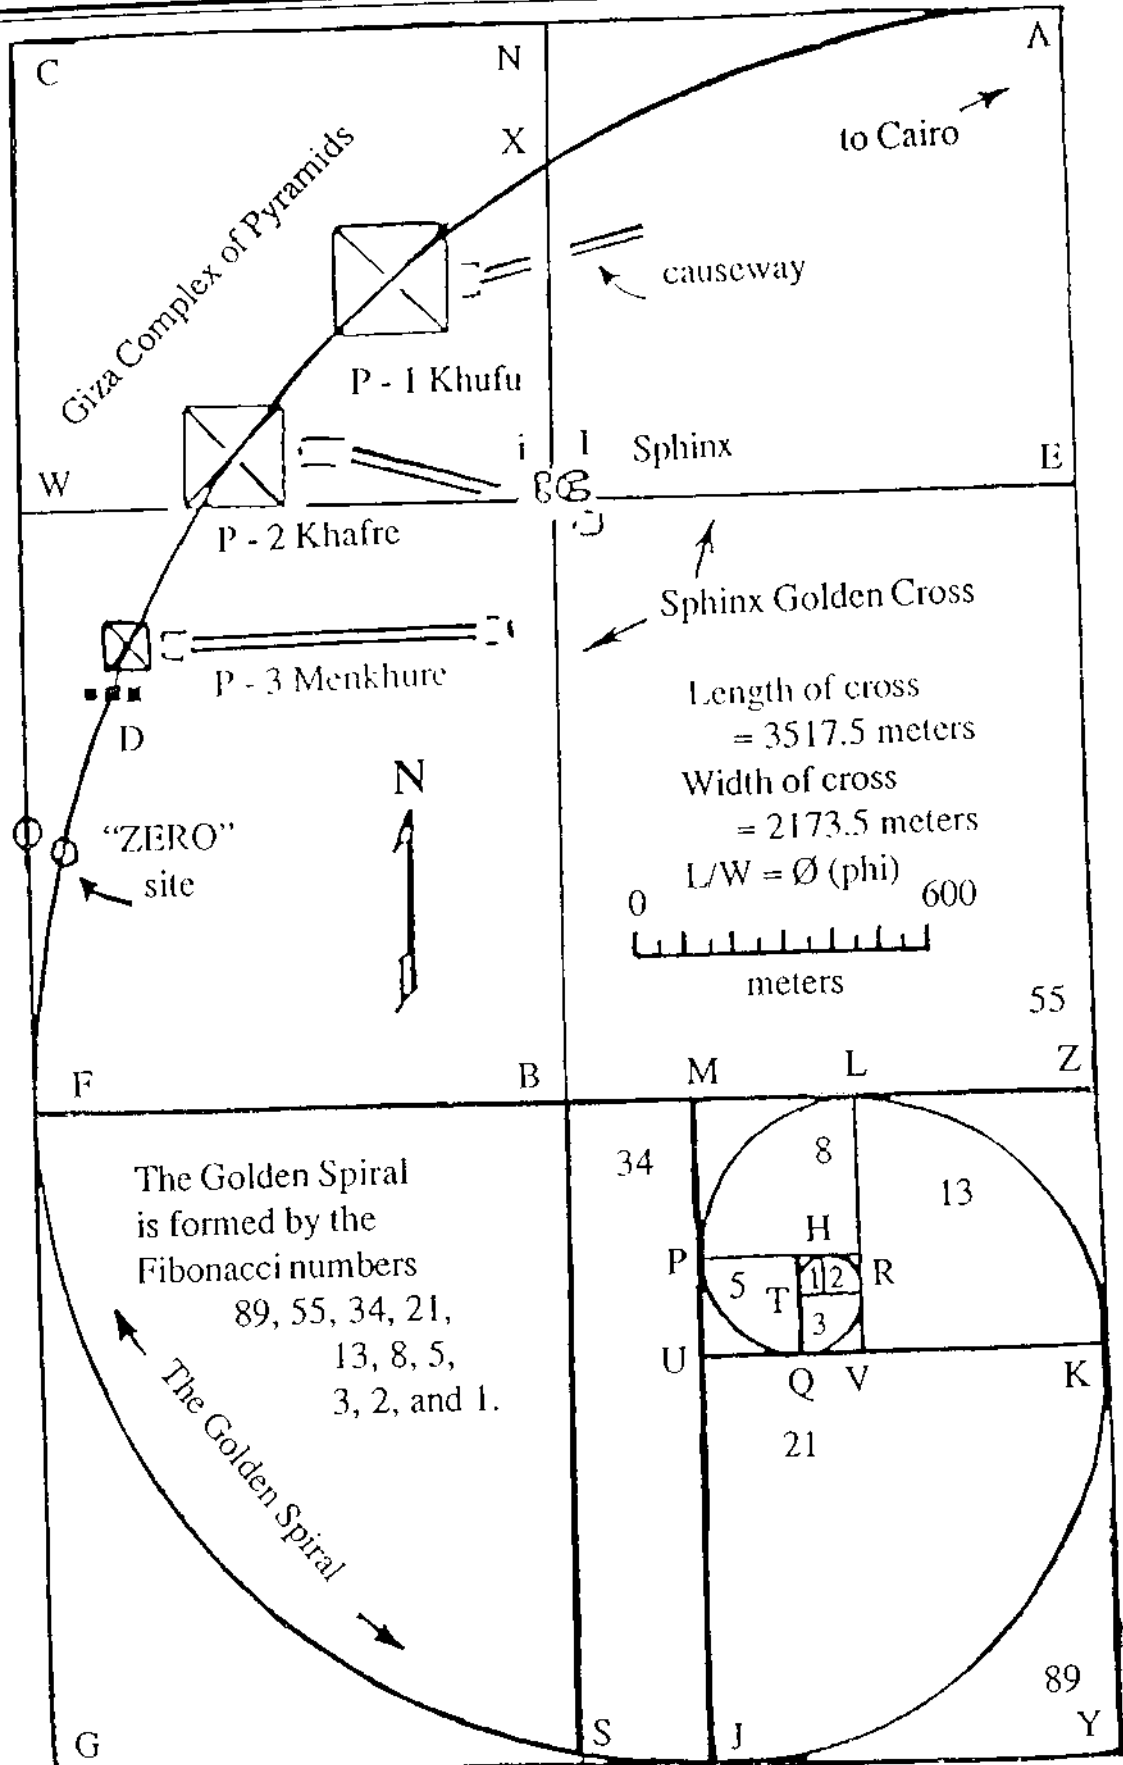 C
N
A
X
to Cairo
Giza Complex of Pyramids
causeway
P - 1 Khufu
i
1
Sphinx
W
E
P - 2 Khafre
Sphinx Golden Cross
P - 3 Menkhure
Length of cross
= 3517.5 meters
D
Width of cross
= 2173.5 meters
N
"ZERO"
site
L/W = Ø (phi)
0
600
meters
55
F
B
M
L
Z
The Golden Spiral
is formed by the
Fibonacci numbers
89, 55, 34, 21,
13, 8, 5,
3, 2, and 1.
34
8
13
H
P
5
T
1
2
R
3
U
Q
V
K
The Golden Spiral
21
89
G
S
J
Y